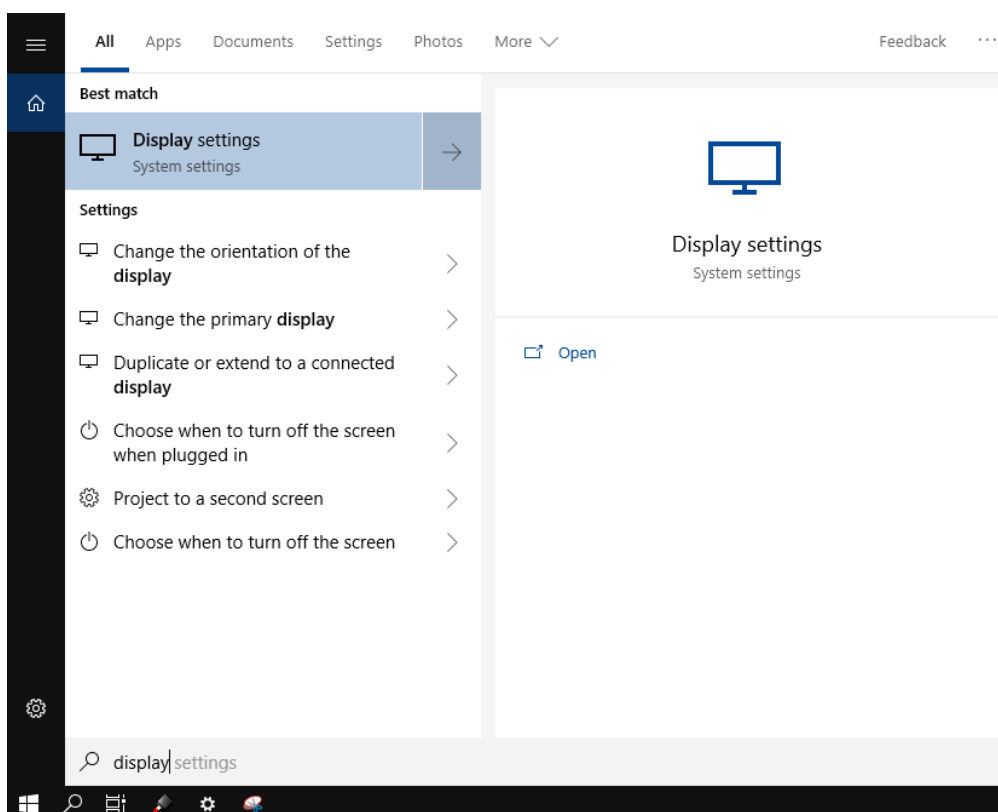 All Apps Documents Settings Photos More Feedback ...
Best match
Display settings
System settings
Settings
Change the orientation of the
display
Change the primary display
Duplicate or extend to a connected
display
Choose when to turn off the screen
when plugged in
Project to a second screen
Choose when to turn off the screen
Display settings
System settings
Open
display settings